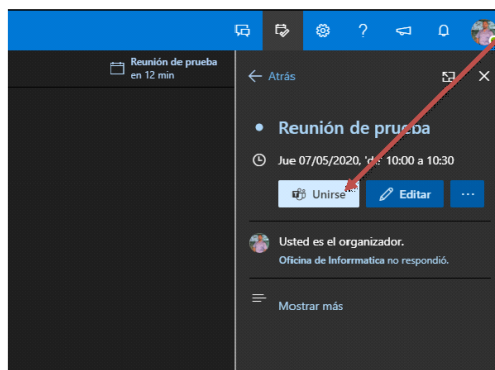 Reunión de prueba
en 12 min
Atrás
Reunión de prueba
Jue 07/05/2020, 'de' 10:00 a 10:30
Unirse
Editar
Usted es el organizador.
Oficina de Informatica no respondió.
Mostrar más